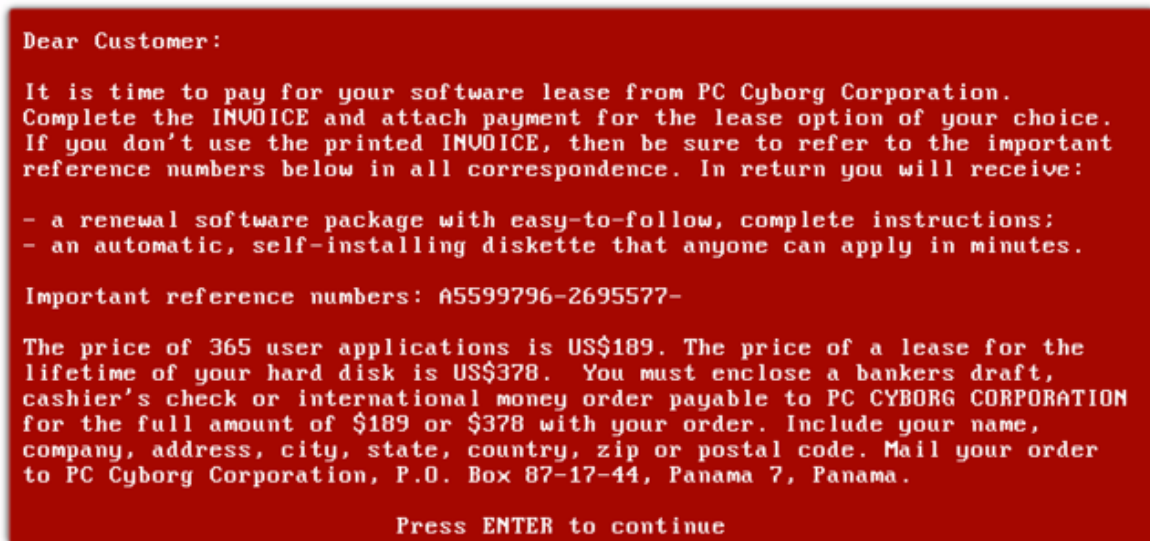 Dear Customer:
It is time to pay for your software lease from PC Cyborg Corporation.
Complete the INVOICE and attach payment for the lease option of your choice.
If you don't use the printed INVOICE, then be sure to refer to the important
reference numbers below in all correspondence. In return you will receive:
- a renewal software package with easy-to-follow, complete instructions;
- an automatic, self-installing diskette that anyone can apply in minutes.
Important reference numbers: A5599796-2695577-
The price of 365 user applications is US$189. The price of a lease for the
lifetime of your hard disk is US$378.  You must enclose a bankers draft,
cashier's check or international money order payable to PC CYBORG CORPORATION
for the full amount of $189 or $378 with your order. Include your name,
company, address, city, state, country, zip or postal code. Mail your order
to PC Cyborg Corporation, P.O. Box 87-17-44, Panama 7, Panama.
Press ENTER to continue